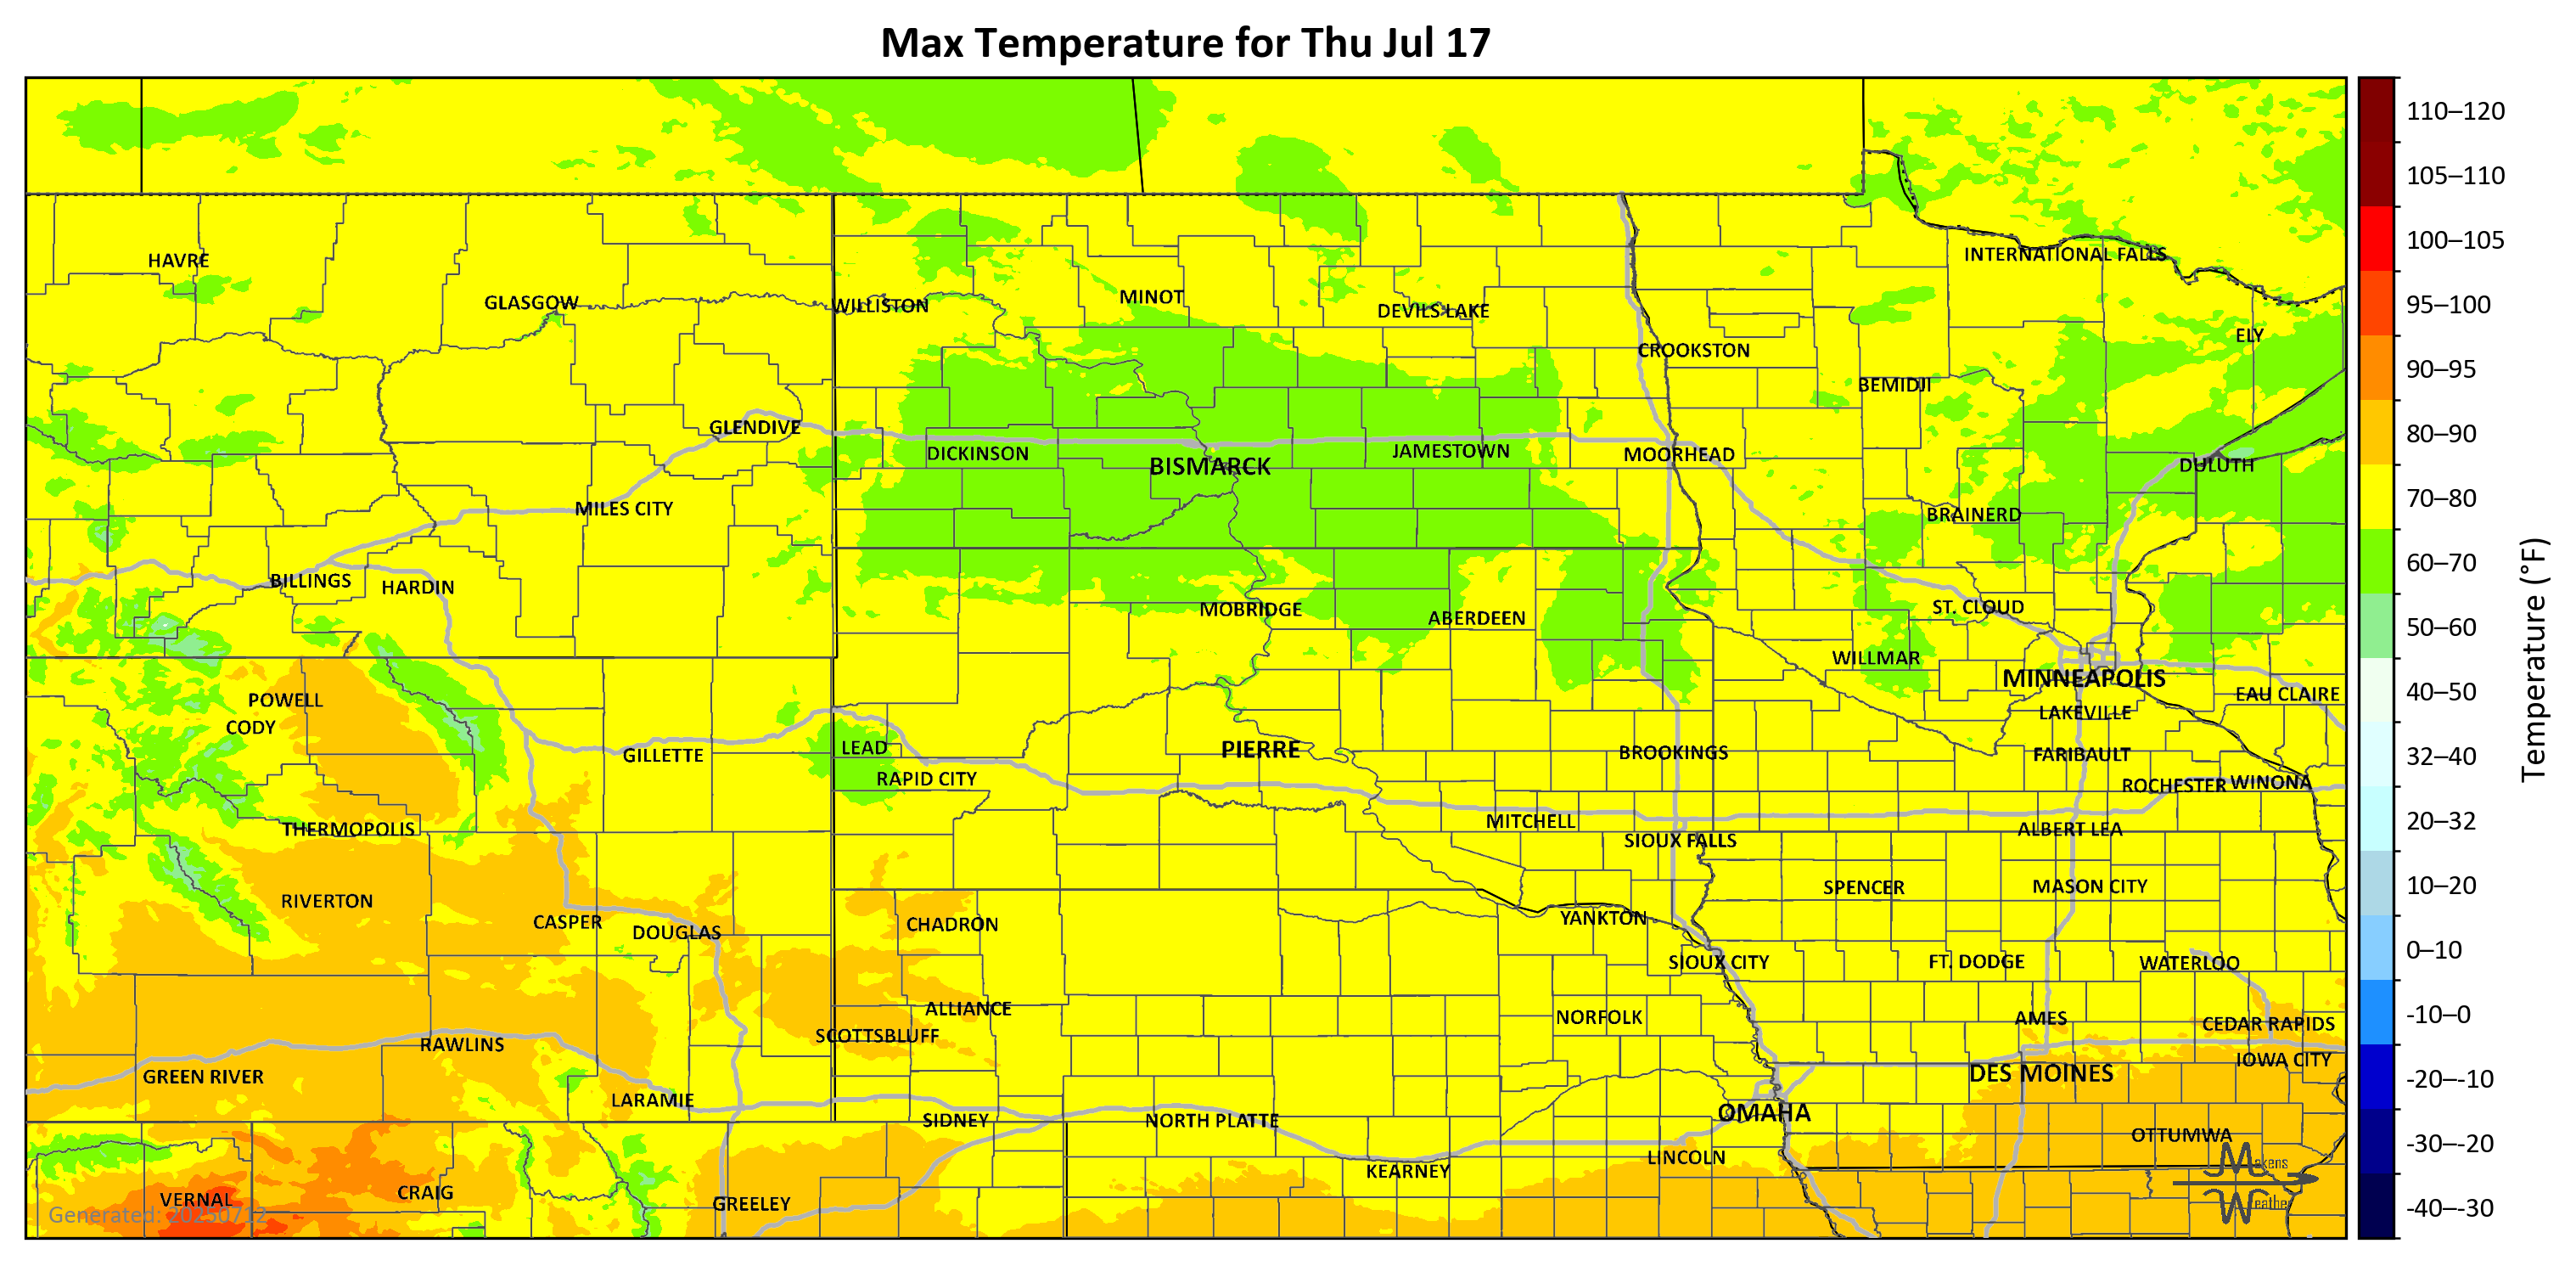 Max Temperature for Thu Jul 17
110–120
105–110
100–105
95–100
90–95
80–90
70–80
60–70
50–60
40–50
32–40
20–32
10–20
0–10
-10–0
-20–-10
-30–-20
-40–-30
Temperature (°F)
HAVRE
INTERNATIONAL FALLS
GLASGOW
WILLISTON
MINOT
DEVILS LAKE
ELY
CROOKSTON
BEMIDJI
GLENDIVE
DICKINSON
BISMARCK
JAMESTOWN
MOORHEAD
DULUTH
MILES CITY
BRAINERD
BILLINGS
HARDIN
MOBRIDGE
ABERDEEN
ST. CLOUD
WILLMAR
MINNEAPOLIS
POWELL
EAU CLAIRE
CODY
LAKEVILLE
GILLETTE
LEAD
PIERRE
BROOKINGS
FARIBAULT
RAPID CITY
ROCHESTER
WINONA
THERMOPOLIS
MITCHELL
SIOUX FALLS
ALBERT LEA
RIVERTON
SPENCER
MASON CITY
CASPER
DOUGLAS
CHADRON
YANKTON
SIOUX CITY
FT. DODGE
WATERLOO
ALLIANCE
NORFOLK
AMES
CEDAR RAPIDS
SCOTTSBLUFF
RAWLINS
IOWA CITY
GREEN RIVER
DES MOINES
LARAMIE
SIDNEY
NORTH PLATTE
OMAHA
OTTUMWA
KEARNEY
LINCOLN
VERNAL
CRAIG
GREELEY
Generated: 20250712
Makens
Weather